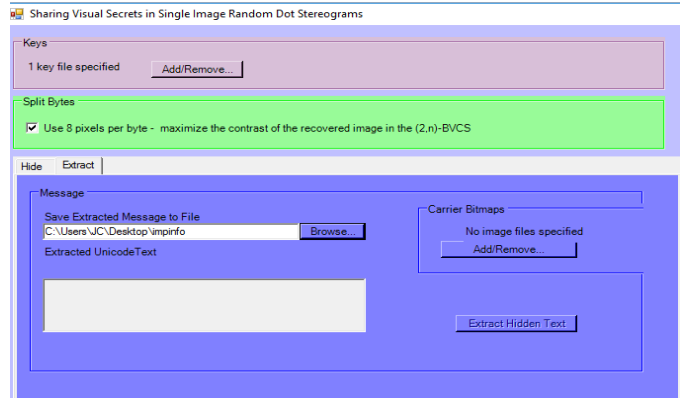 Sharing Visual Secrets in Single Image Random Dot Stereograms
Keys
1 key file specified
Add/Remove...
Split Bytes
Use 8 pixels per byte - maximize the contrast of the recovered image in the (2,n)-BVCS
Hide
Extract
Message
Save Extracted Message to File
C:\Users\JC\Desktop\impinfo
Browse...
Extracted UnicodeText
Carrier Bitmaps
No image files specified
Add/Remove...
Extract Hidden Text